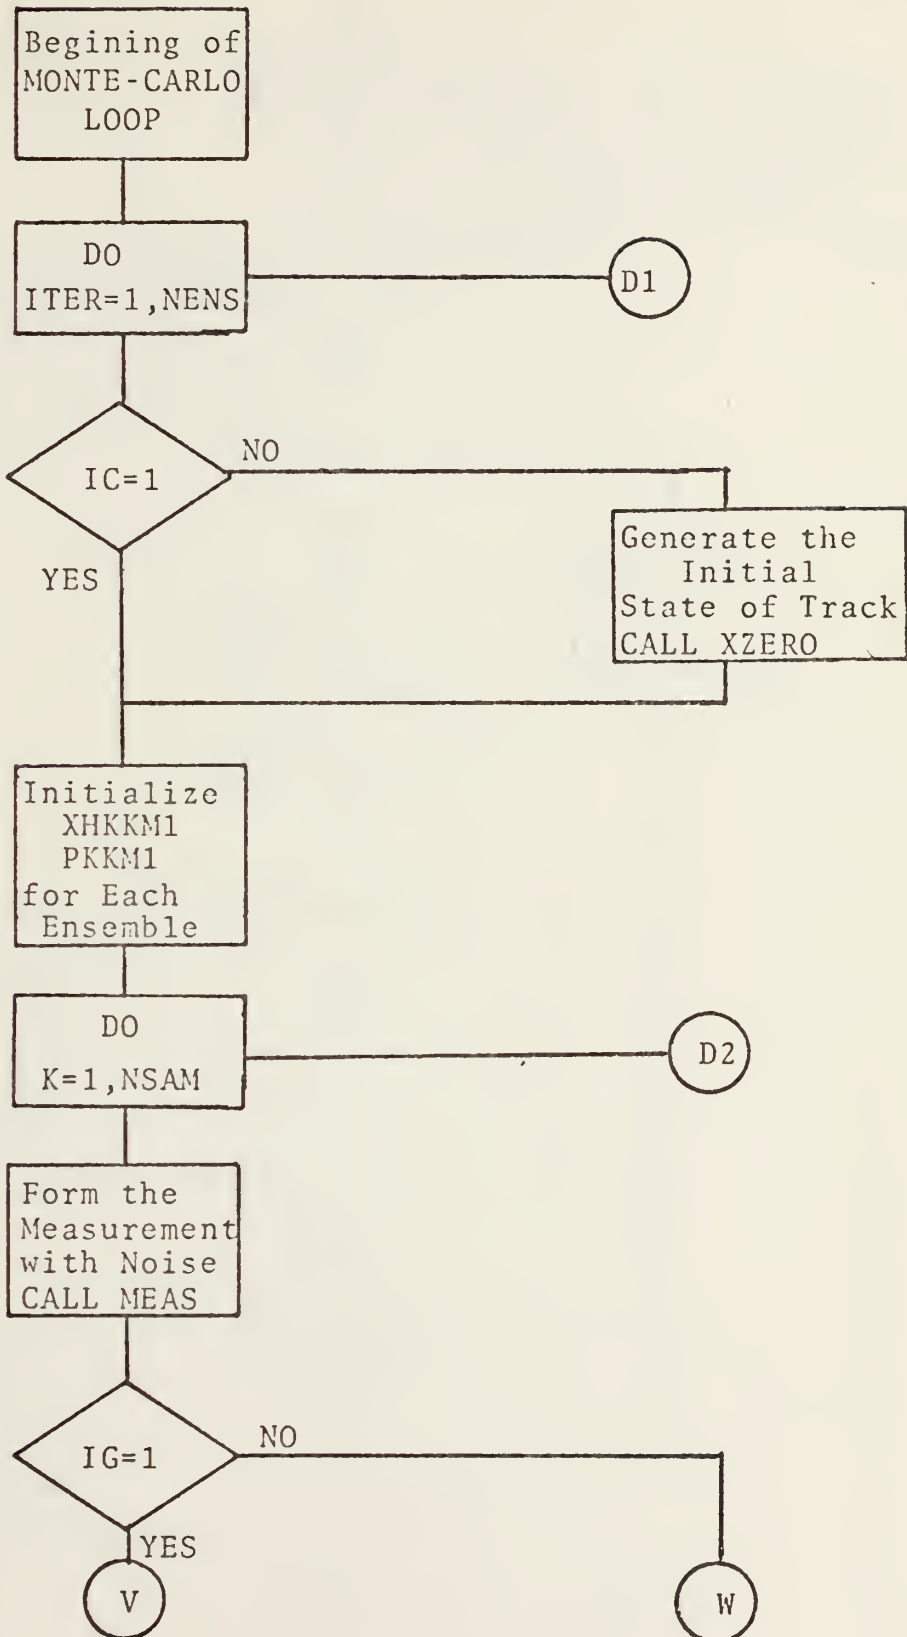 Begining of
MONTE-CARLO
LOOP
DO
ITER=1,NENS
D1
IC=1
NO
YES
Generate the
Initial
State of Track
CALL XZERO
Initialize
XHKKM1
PKKM1
for Each
Ensemble
DO
K=1,NSAM
D2
Form the
Measurement
with Noise
CALL MEAS
IG=1
NO
YES
V
W